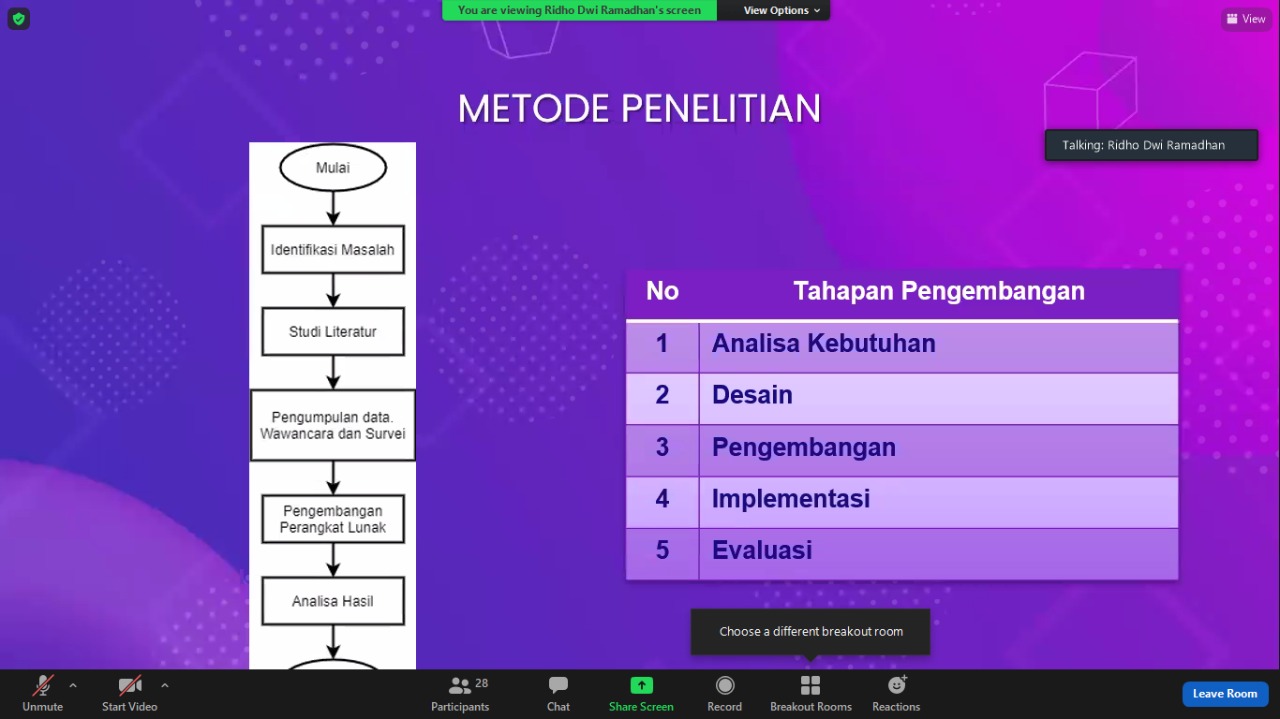 You are viewing Ridho Dwi Ramadhan's screen
View Options
View
METODE PENELITIAN
Talking: Ridho Dwi Ramadhan
Mulai
Identifikasi Masalah
Studi Literatur
Pengumpulan data.
Wawancara dan Survei
Pengembangan
Perangkat Lunak
Analisa Hasil
No Tahapan Pengembangan
1 Analisa Kebutuhan
2 Desain
3 Pengembangan
4 Implementasi
5 Evaluasi
Choose a different breakout room
Unmute
Start Video
28
Participants
Chat
Share Screen
Record
Breakout Rooms
Reactions
Leave Room